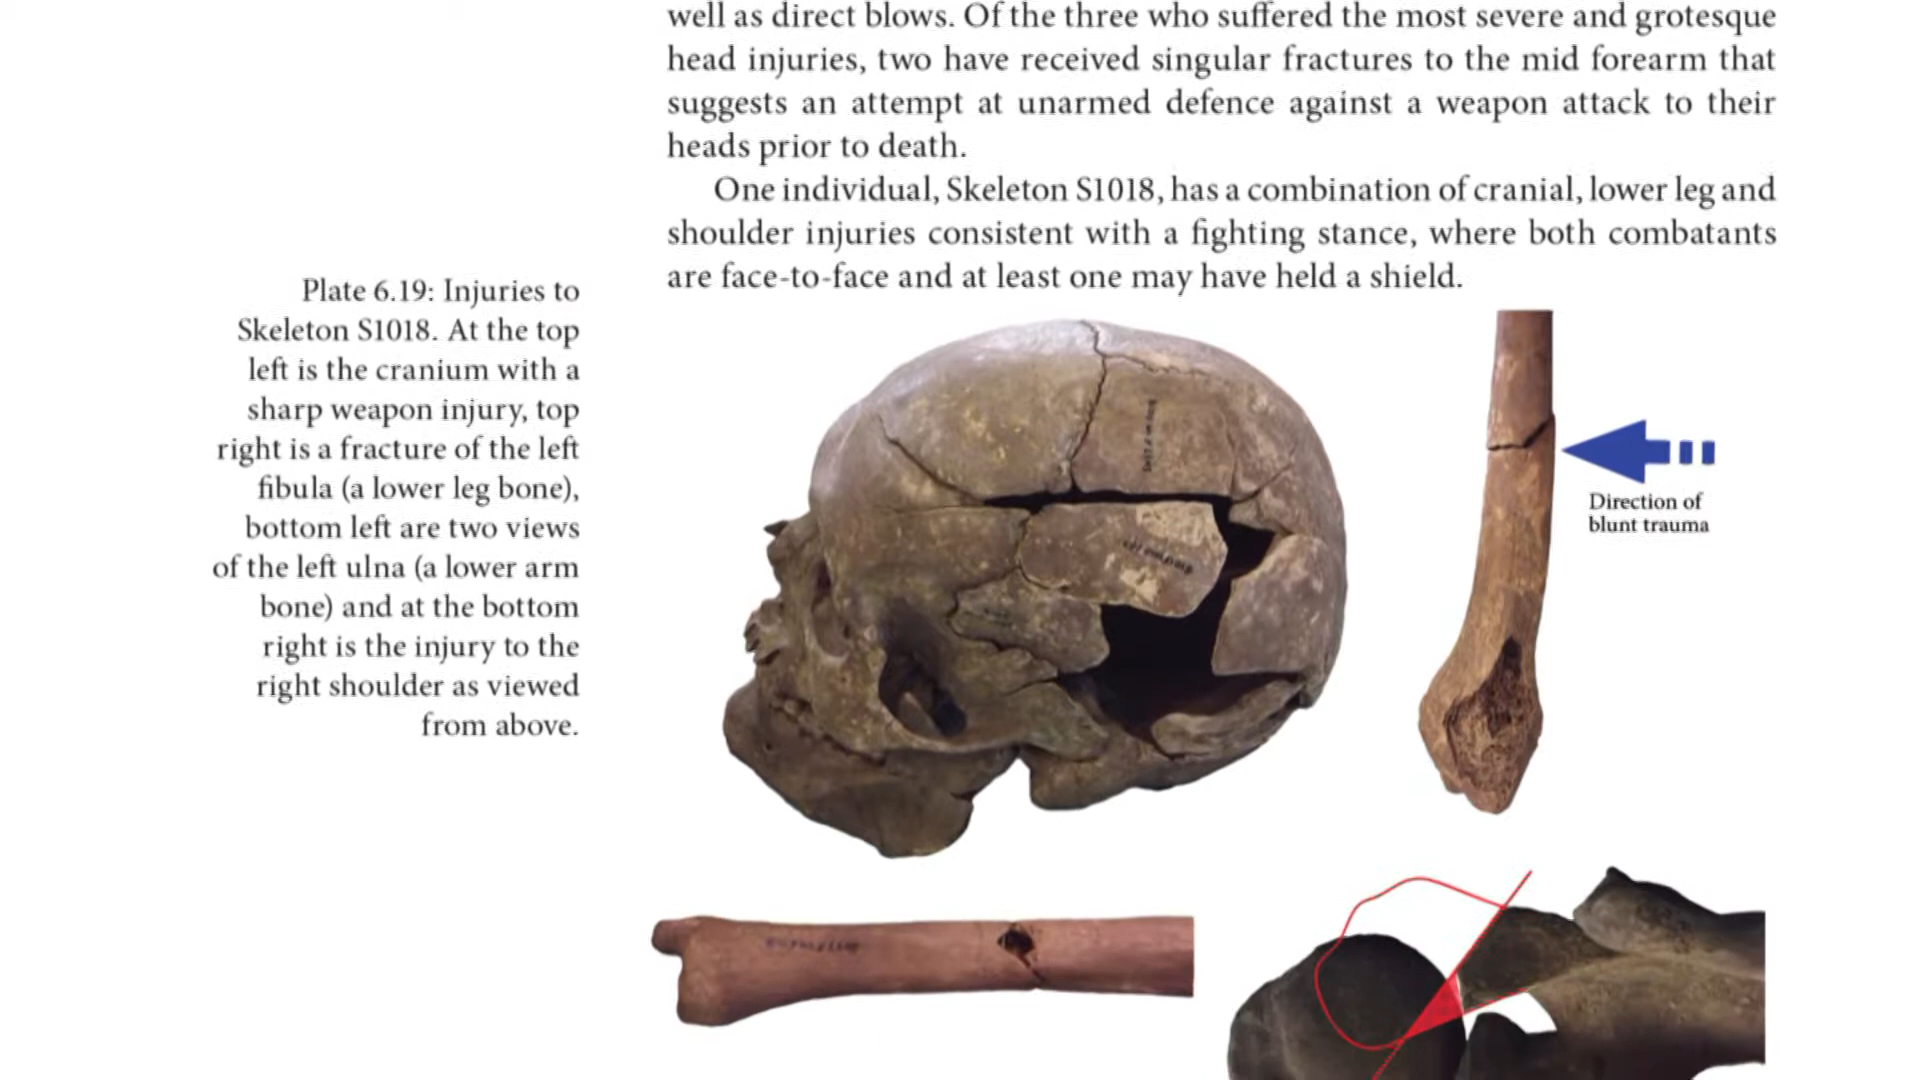 well as direct blows. Of the three who suffered the most severe and grotesque
head injuries, two have received singular fractures to the mid forearm that
suggests an attempt at unarmed defence against a weapon attack to their
heads prior to death.
One individual, Skeleton S1018, has a combination of cranial, lower leg and
shoulder injuries consistent with a fighting stance, where both combatants
are face-to-face and at least one may have held a shield.
Plate 6.19: Injuries to
Skeleton S1018. At the top
left is the cranium with a
sharp weapon injury, top
right is a fracture of the left
fibula (a lower leg bone),
bottom left are two views
of the left ulna (a lower arm
bone) and at the bottom
right is the injury to the
right shoulder as viewed
from above.
Direction of
blunt trauma